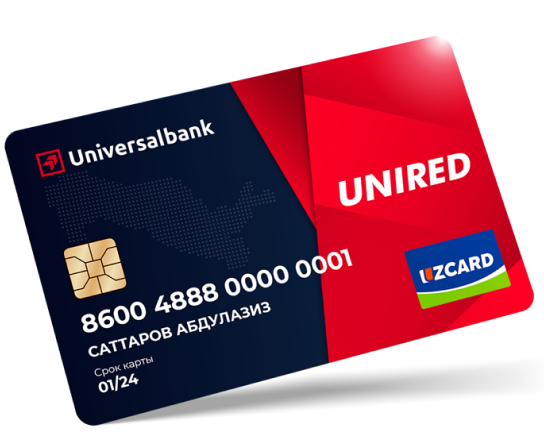 Universalbank
UNIRED
UZCARD
8600 4888 0000 0001
САТТАРОВ АБДУЛАЗИЗ
Срок карты
01/24